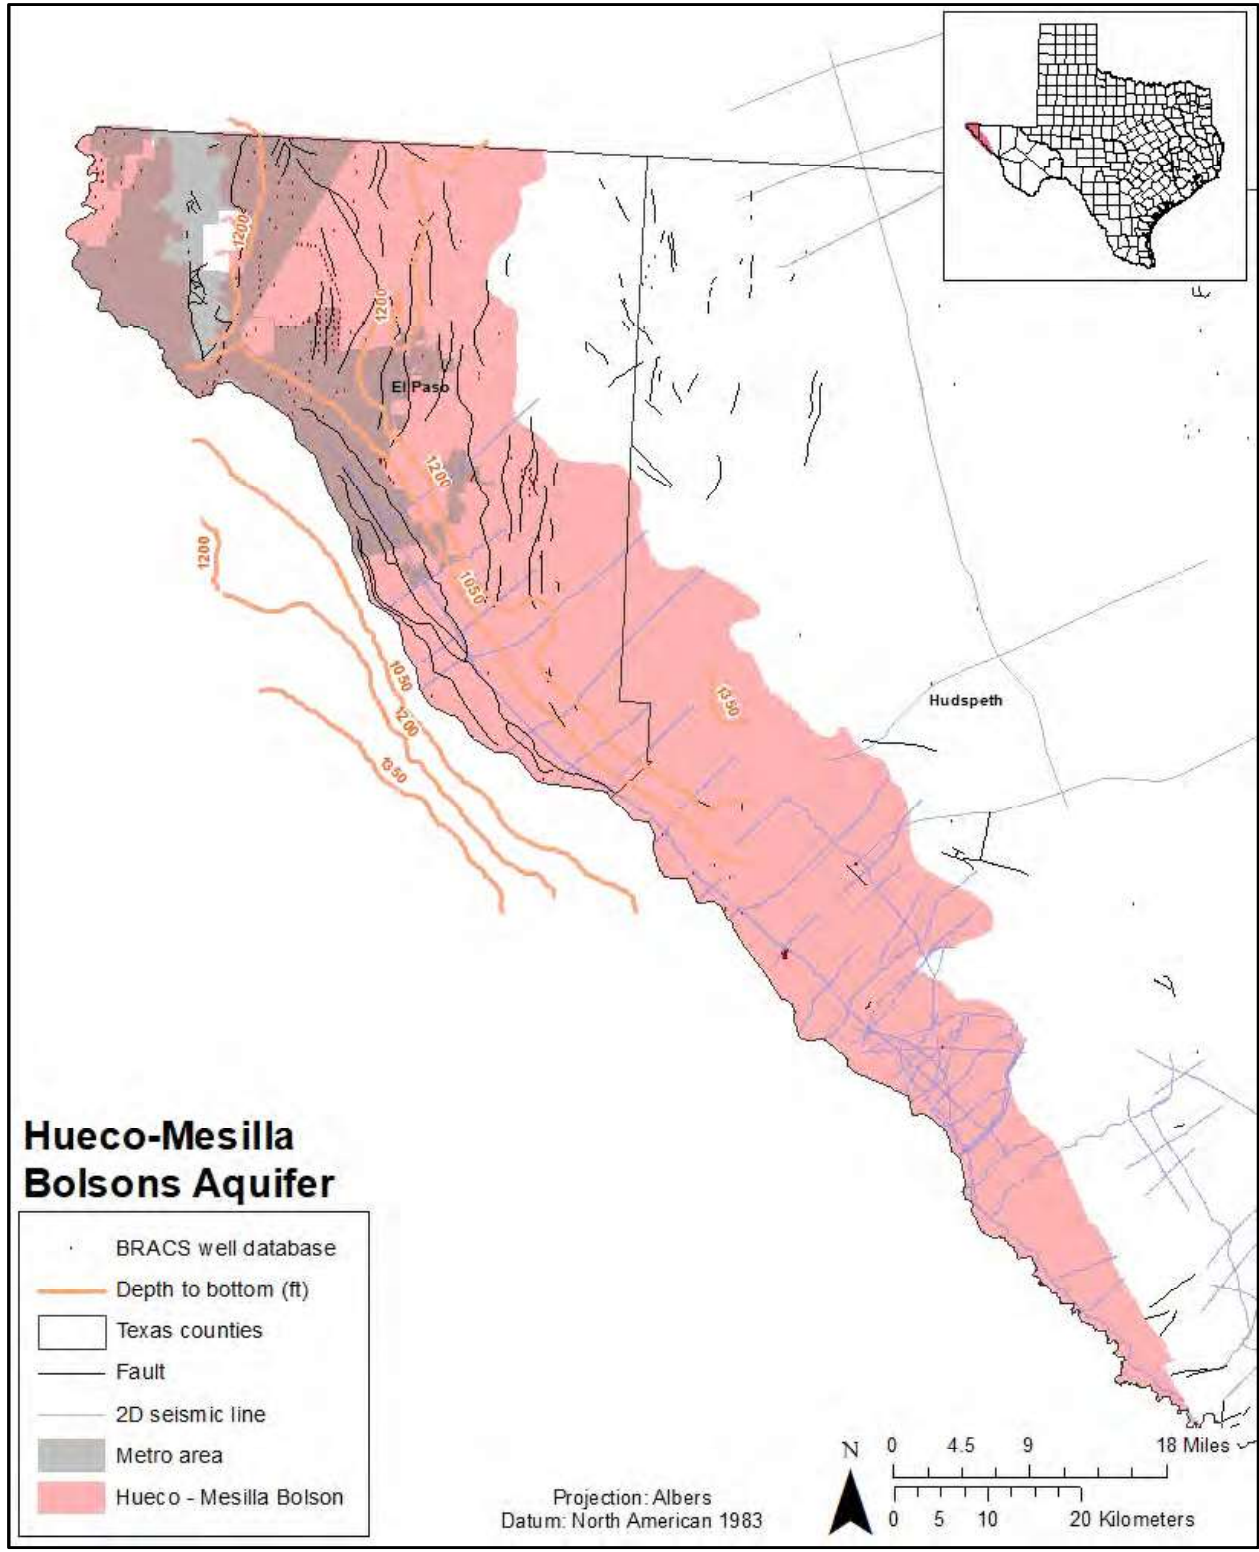 1200
1200
El Paso
1200
1200
1050
1050
1200
1350
1350
Hudspeth
Hueco-Mesilla
Bolsons Aquifer
BRACS well database
Depth to bottom (ft)
Texas counties
Fault
2D seismic line
Metro area
Hueco - Mesilla Bolson
Projection: Albers
Datum: North American 1983
N
0 4.5 9 18 Miles
0 5 10 20 Kilometers